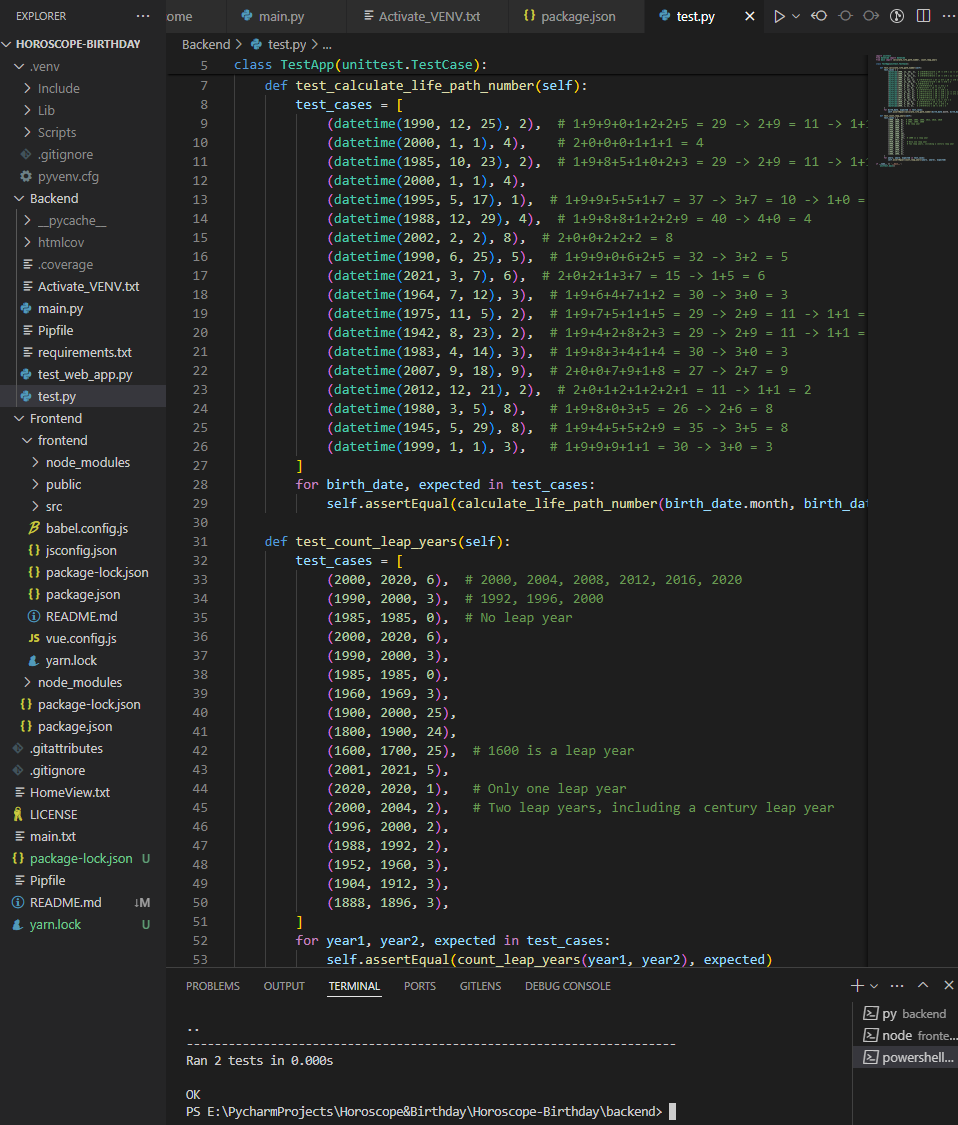 EXPLORER
HOROSCOPE-BIRTHDAY
.venv
Include
Lib
Scripts
.gitignore
pyvenv.cfg
Backend
__pycache__
htmlcov
.coverage
Activate_VENV.txt
main.py
Pipfile
requirements.txt
test_web_app.py
test.py
Frontend
frontend
node_modules
public
src
babel.config.js
jsconfig.json
package-lock.json
package.json
README.md
JS vue.config.js
yarn.lock
node_modules
package-lock.json
package.json
.gitattributes
.gitignore
HomeView.txt
LICENSE
main.txt
package-lock.json U
Pipfile
README.md ↓M
yarn.lock U
ome main.py Activate_VENV.txt package.json test.py
Backend > test.py > ...
5 class TestApp(unittest.TestCase):
7 def test_calculate_life_path_number(self):
8 test_cases = [
9 (datetime(1990, 12, 25), 2), # 1+9+9+0+1+2+2+5 = 29 -> 2+9 = 11 -> 1+
10 (datetime(2000, 1, 1), 4), # 2+0+0+0+1+1+1 = 4
11 (datetime(1985, 10, 23), 2), # 1+9+8+5+1+0+2+3 = 29 -> 2+9 = 11 -> 1+
12 (datetime(2000, 1, 1), 4),
13 (datetime(1995, 5, 17), 1), # 1+9+9+5+5+1+7 = 37 -> 3+7 = 10 -> 1+0 =
14 (datetime(1988, 12, 29), 4), # 1+9+8+8+1+2+2+9 = 40 -> 4+0 = 4
15 (datetime(2002, 2, 2), 8), # 2+0+0+2+2+2 = 8
16 (datetime(1990, 6, 25), 5), # 1+9+9+0+6+2+5 = 32 -> 3+2 = 5
17 (datetime(2021, 3, 7), 6), # 2+0+2+1+3+7 = 15 -> 1+5 = 6
18 (datetime(1964, 7, 12), 3), # 1+9+6+4+7+1+2 = 30 -> 3+0 = 3
19 (datetime(1975, 11, 5), 2), # 1+9+7+5+1+1+5 = 29 -> 2+9 = 11 -> 1+1 =
20 (datetime(1942, 8, 23), 2), # 1+9+4+2+8+2+3 = 29 -> 2+9 = 11 -> 1+1 =
21 (datetime(1983, 4, 14), 3), # 1+9+8+3+4+1+4 = 30 -> 3+0 = 3
22 (datetime(2007, 9, 18), 9), # 2+0+0+7+9+1+8 = 27 -> 2+7 = 9
23 (datetime(2012, 12, 21), 2), # 2+0+1+2+1+2+2+1 = 11 -> 1+1 = 2
24 (datetime(1980, 3, 5), 8), # 1+9+8+0+3+5 = 26 -> 2+6 = 8
25 (datetime(1945, 5, 29), 8), # 1+9+4+5+5+2+9 = 35 -> 3+5 = 8
26 (datetime(1999, 1, 1), 3), # 1+9+9+9+1+1 = 30 -> 3+0 = 3
27 ]
28 for birth_date, expected in test_cases:
29 self.assertEqual(calculate_life_path_number(birth_date.month, birth_da
30
31 def test_count_leap_years(self):
32 test_cases = [
33 (2000, 2020, 6), # 2000, 2004, 2008, 2012, 2016, 2020
34 (1990, 2000, 3), # 1992, 1996, 2000
35 (1985, 1985, 0), # No leap year
36 (2000, 2020, 6),
37 (1990, 2000, 3),
38 (1985, 1985, 0),
39 (1960, 1969, 3),
40 (1900, 2000, 25),
41 (1800, 1900, 24),
42 (1600, 1700, 25), # 1600 is a leap year
43 (2001, 2021, 5),
44 (2020, 2020, 1), # Only one leap year
45 (2000, 2004, 2), # Two leap years, including a century leap year
46 (1996, 2000, 2),
47 (1988, 1992, 2),
48 (1952, 1960, 3),
49 (1904, 1912, 3),
50 (1888, 1896, 3),
51 ]
52 for year1, year2, expected in test_cases:
53 self.assertEqual(count_leap_years(year1, year2), expected)
PROBLEMS OUTPUT TERMINAL PORTS GITLENS DEBUG CONSOLE
..
----------------------------------------------------------------------
Ran 2 tests in 0.000s
OK
PS E:\PycharmProjects\Horoscope&Birthday\Horoscope-Birthday\backend>
py backend
node fronte...
powershell...